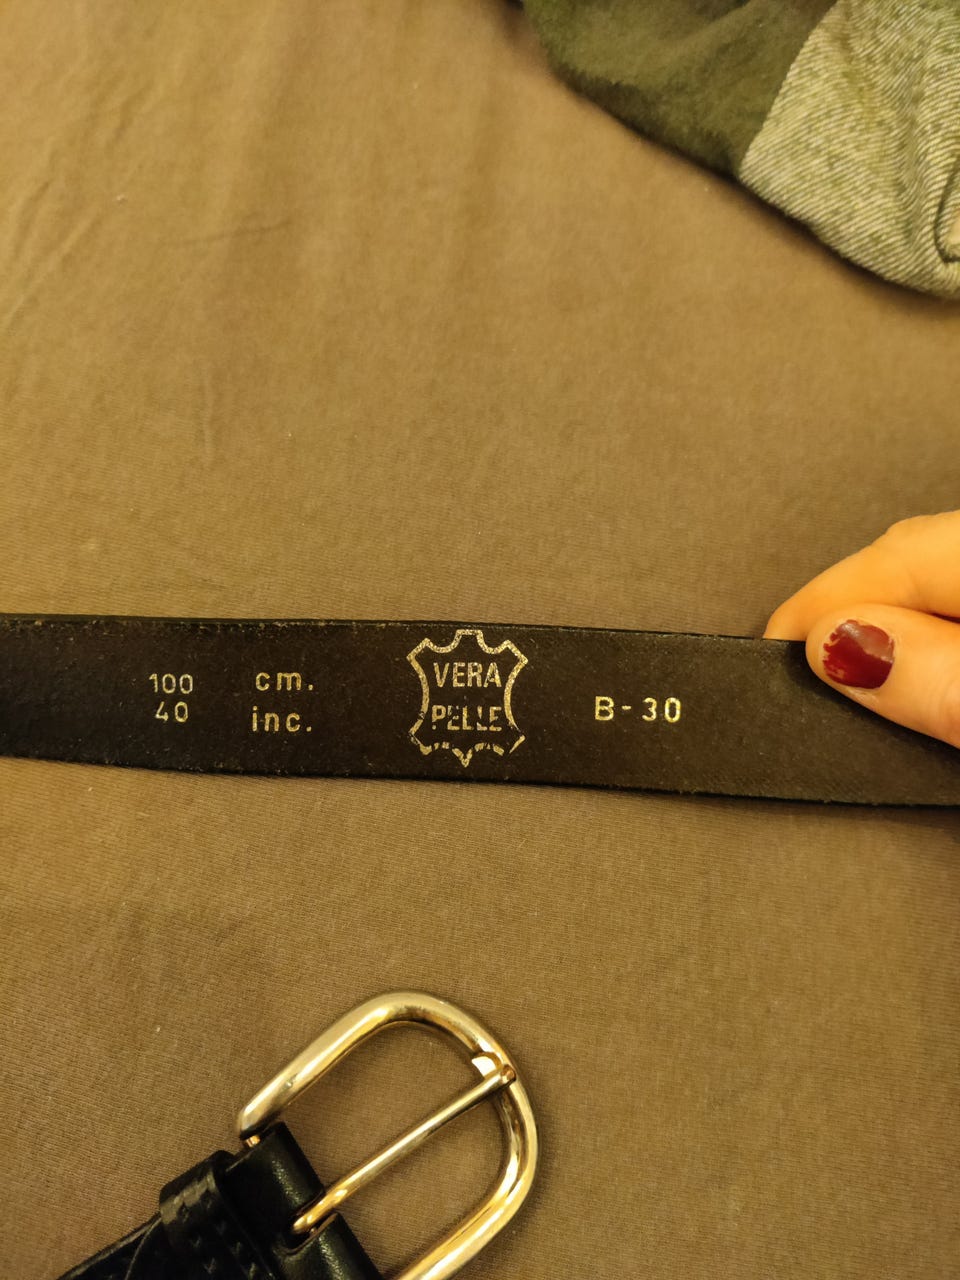 100 cm.
40 inc.
VERA
PELLE
B-30